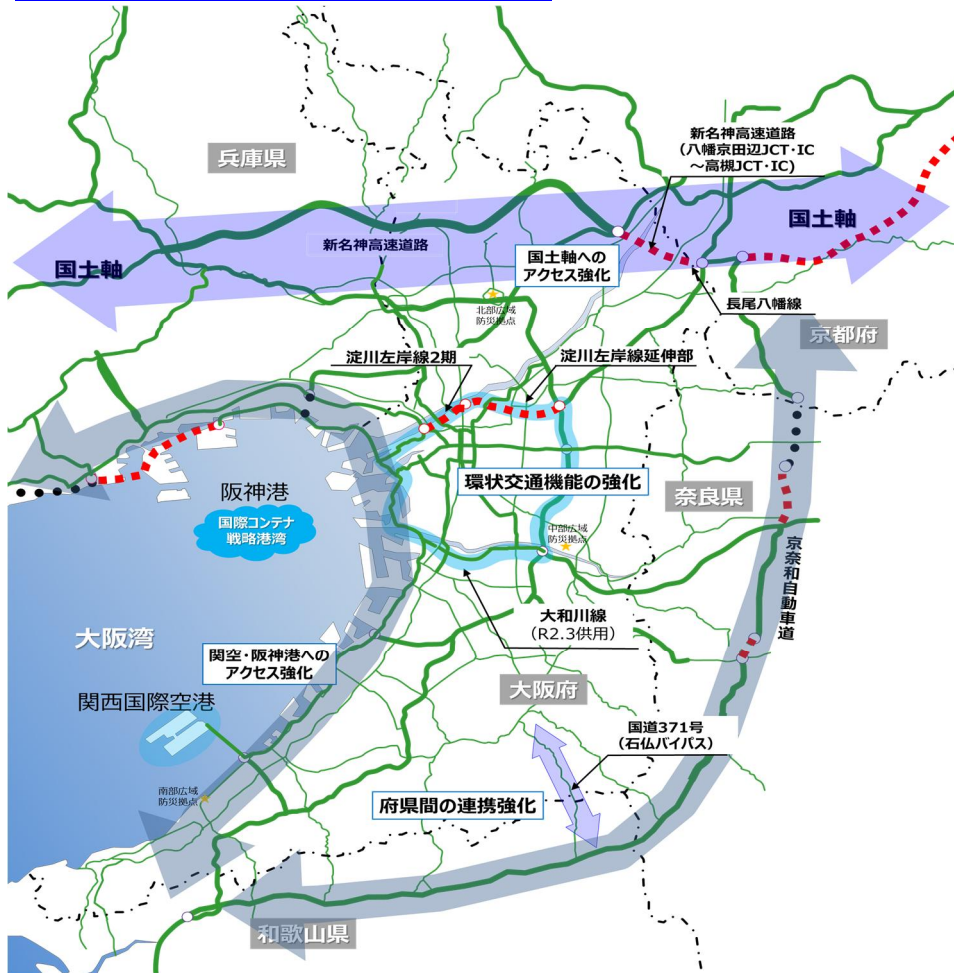 新名神高速道路
(八幡京田辺JCT・IC
～高槻JCT・IC)
兵庫県
国土軸
新名神高速道路
国土軸への
アクセス強化
国土軸
北部広域
防災拠点
長尾八幡線
京都府
淀川左岸線2期
淀川左岸線延伸部
環状交通機能の強化
阪神港
国際コンテナ
戦略港湾
奈良県
中部広域
防災拠点
京奈和自動車道
大和川線
(R2.3供用)
大阪湾
関空・阪神港への
アクセス強化
大阪府
関西国際空港
国道371号
(石仏バイパス)
南部広域
防災拠点
府県間の連携強化
和歌山県